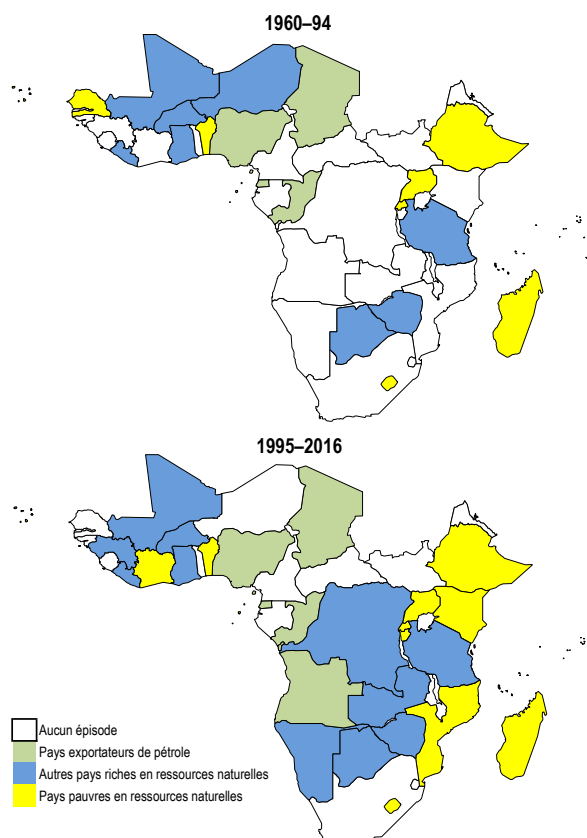 1960–94
1995–2016
Aucun épisode
Pays exportateurs de pétrole
Autres pays riches en ressources naturelles
Pays pauvres en ressources naturelles